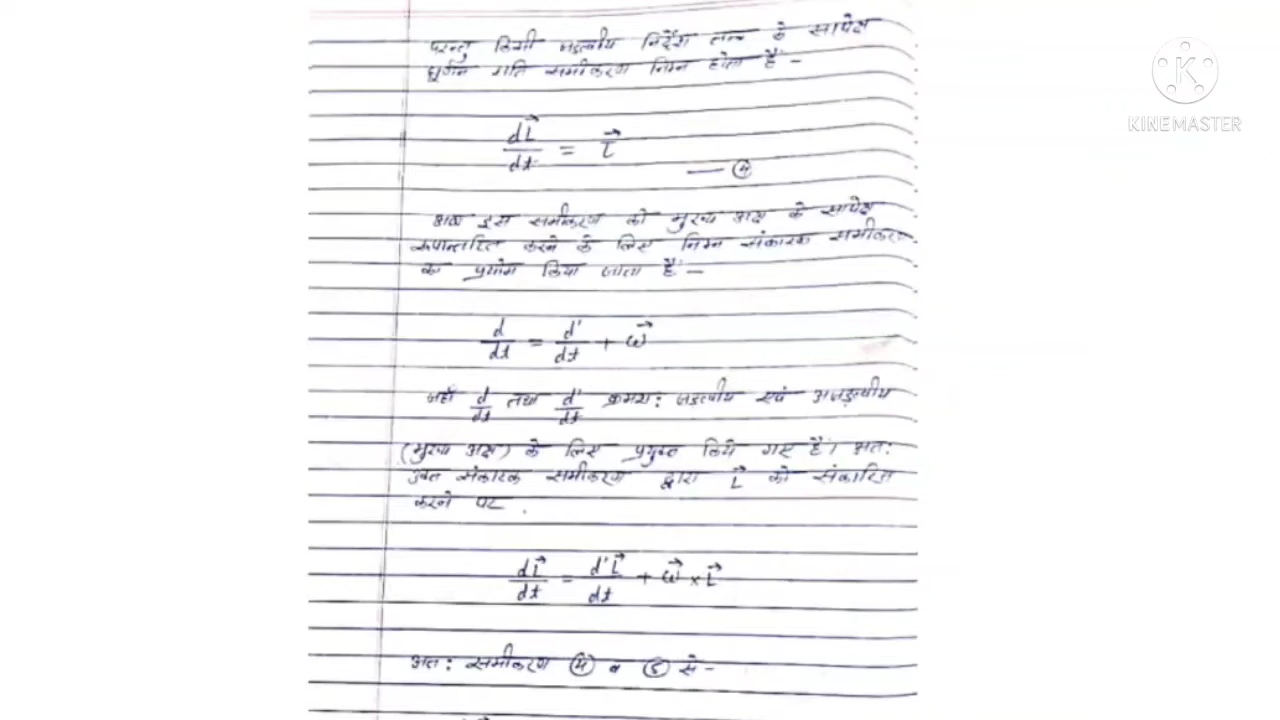 परन्तु किसी जड़त्वीय निर्देश तन्त्र के सापेक्ष
घूर्णन गति समीकरण निम्न होता है -
KINEMASTER
dL⃗/dt = τ⃗ — (4)
अब इस समीकरण को मुख्य अक्ष के सापेक्ष
रूपान्तरित करने के लिए निम्न संकारक समीकरण
का प्रयोग किया जाता है -
d/dt = d'/dt + ω⃗
जहाँ d/dt तथा d'/dt क्रमश: जड़त्वीय एवं अजड़त्वीय
(मुख्य अक्ष) के लिए प्रयुक्त किये गए है। अत:
उक्त संकारक समीकरण द्वारा L⃗ को संकारित
करने पर .
dL⃗/dt = d'L⃗/dt + ω⃗ × L⃗
अत: समीकरण (4) व (5) से -